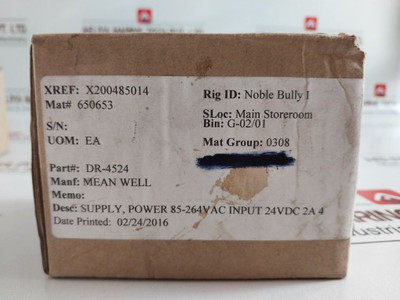 XREF: X200485014
Mat# 650653
S/N:
UOM: EA
Part#: DR-4524
Manf: MEAN WELL
Memo:
Desc: SUPPLY, POWER 85-264VAC INPUT 24VDC 2A 4
Date Printed: 02/24/2016
Rig ID: Noble Bully 1
SLoc: Main Storeroom
Bin: G-02/01
Mat Group: 0308